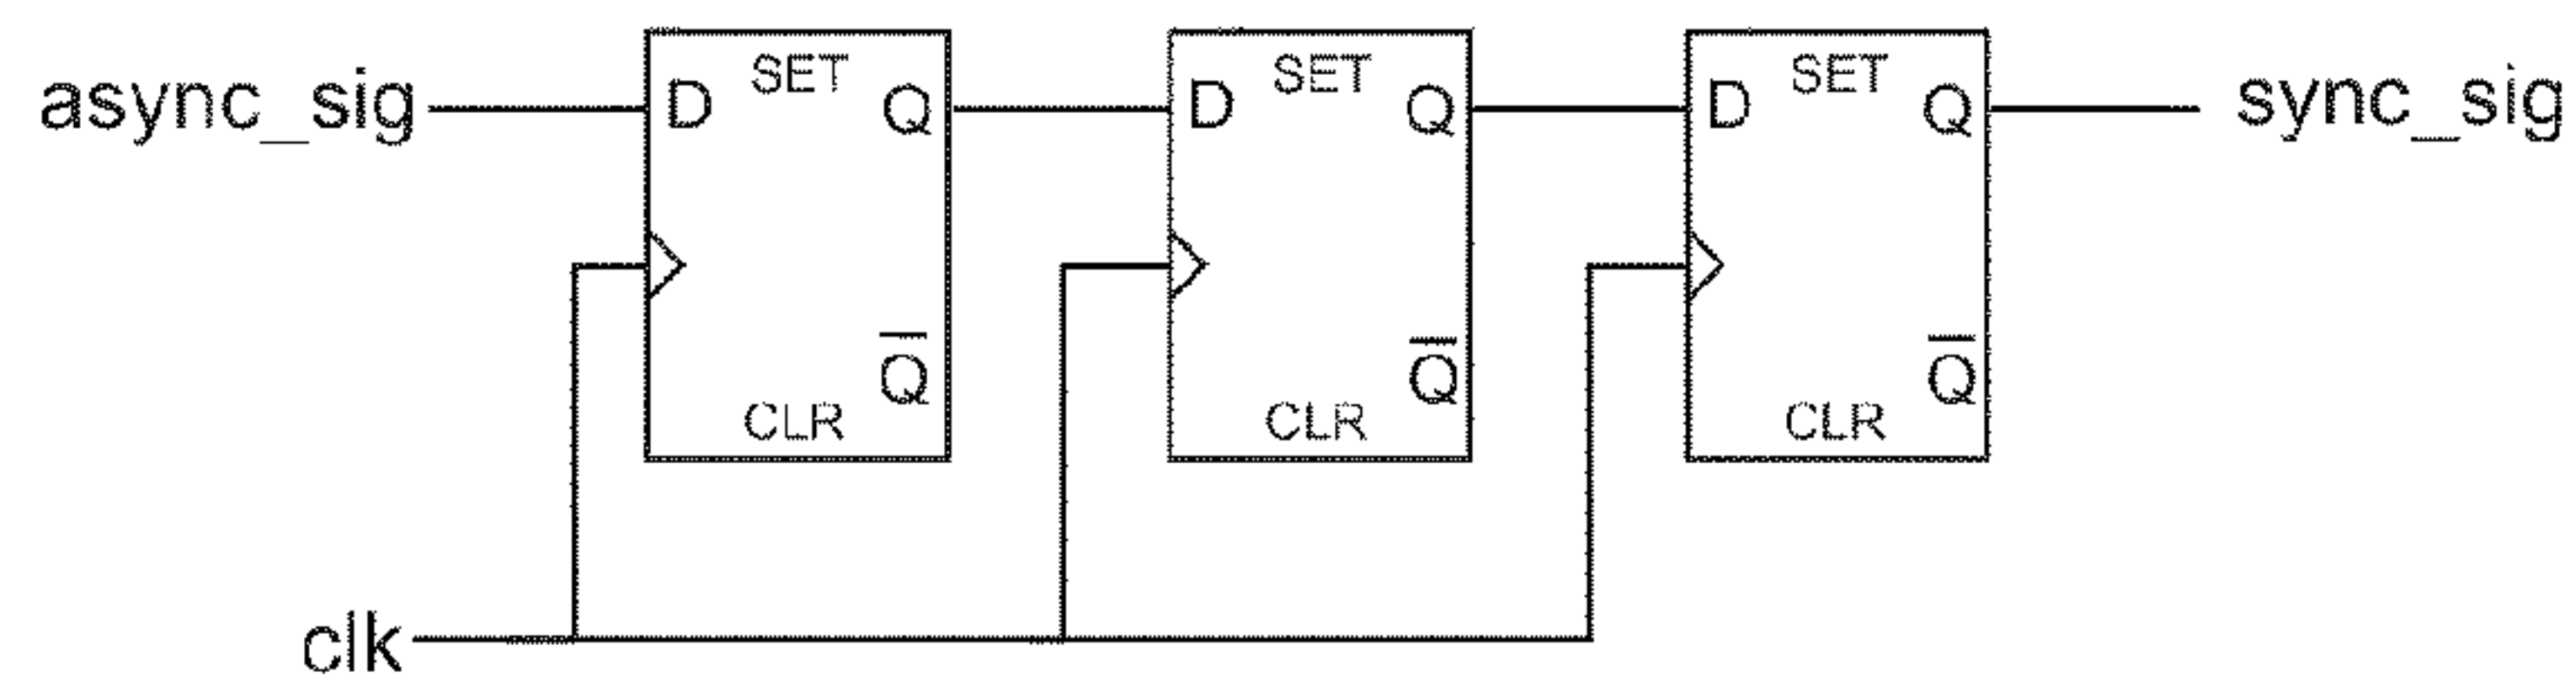 SET SET SET
async_sig D Q D Q D Q sync_sig
Q̅ Q̅ Q̅
CLR CLR CLR
clk